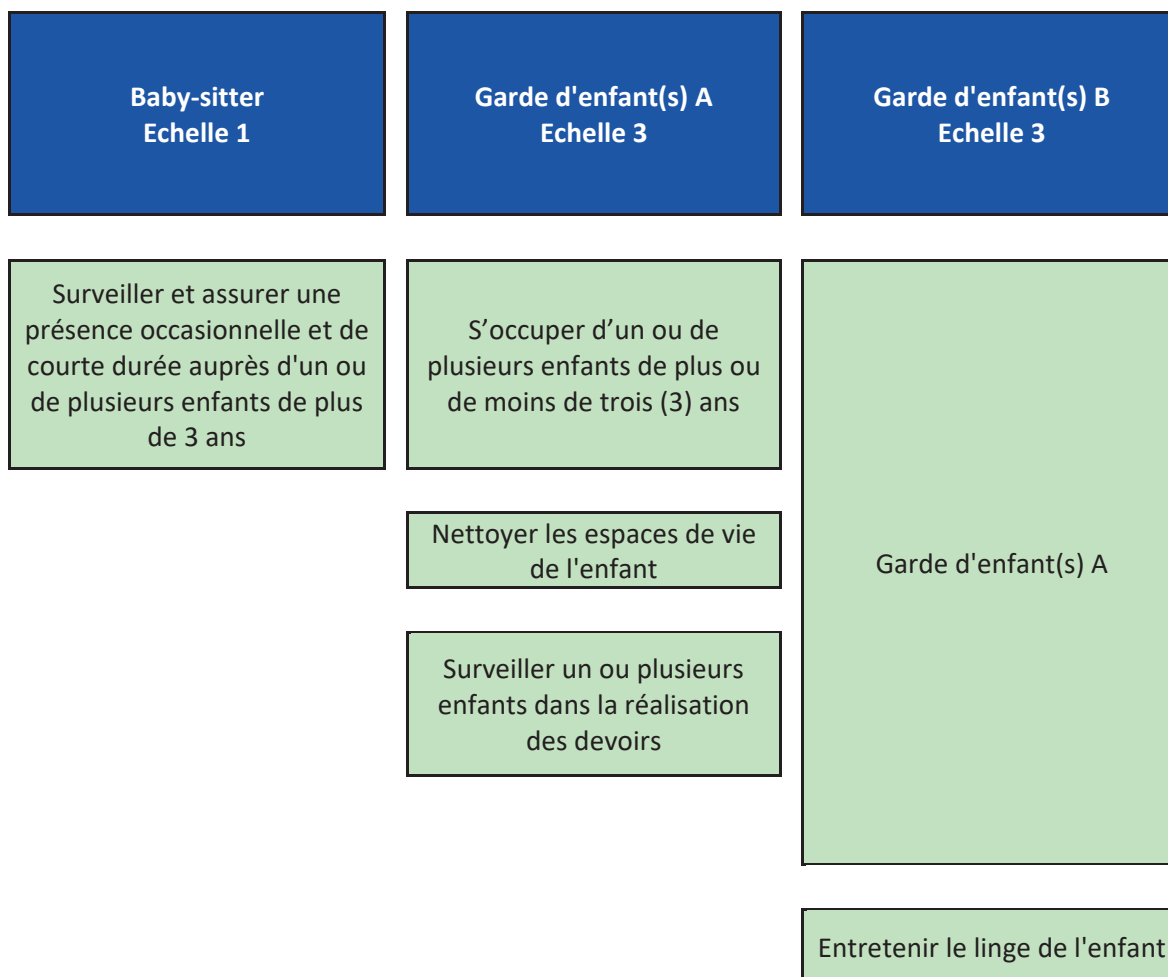 Baby-sitter
Echelle 1
Garde d'enfant(s) A
Echelle 3
Garde d'enfant(s) B
Echelle 3
Surveiller et assurer une
présence occasionnelle et de
courte durée auprès d'un ou
de plusieurs enfants de plus
de 3 ans
S’occuper d’un ou de
plusieurs enfants de plus ou
de moins de trois (3) ans
Nettoyer les espaces de vie
de l'enfant
Surveiller un ou plusieurs
enfants dans la réalisation
des devoirs
Garde d'enfant(s) A
Entretenir le linge de l'enfant